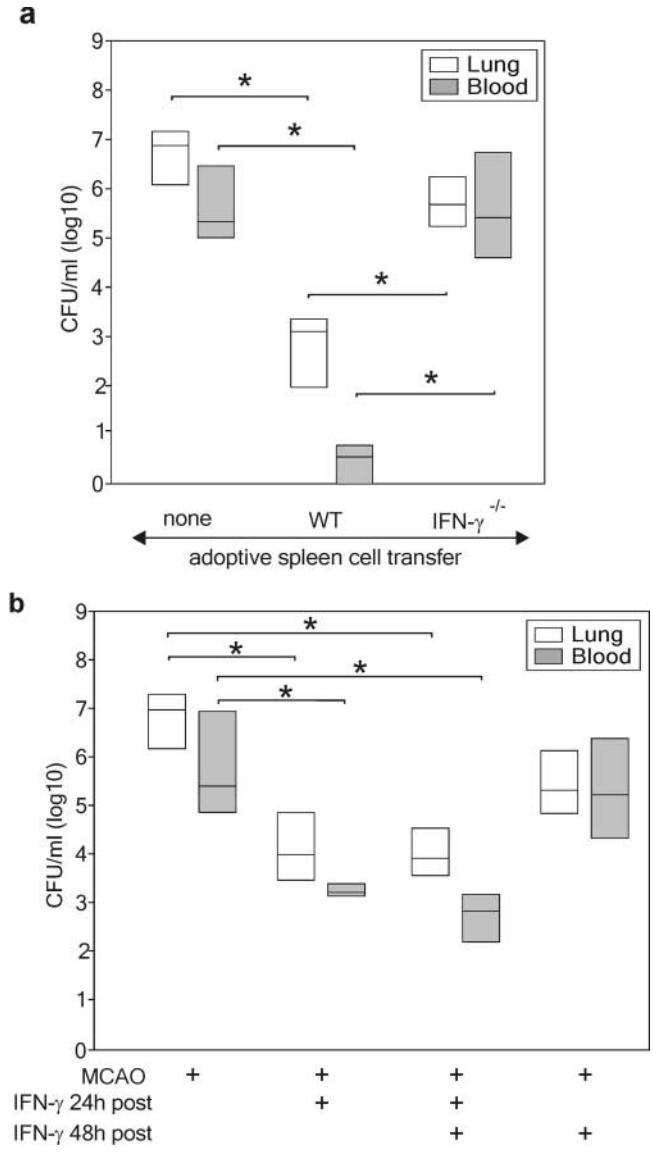 a
9
8
7
6
5
4
3
2
1
0
CFU/ml (log10)
Lung
Blood
*
*
*
*
none WT IFN-γ -/-
adoptive spleen cell transfer
b
9
8
7
6
5
4
3
2
1
0
CFU/ml (log10)
Lung
Blood
*
*
*
*
MCAO + + + +
IFN-γ 24h post + +
IFN-γ 48h post + +